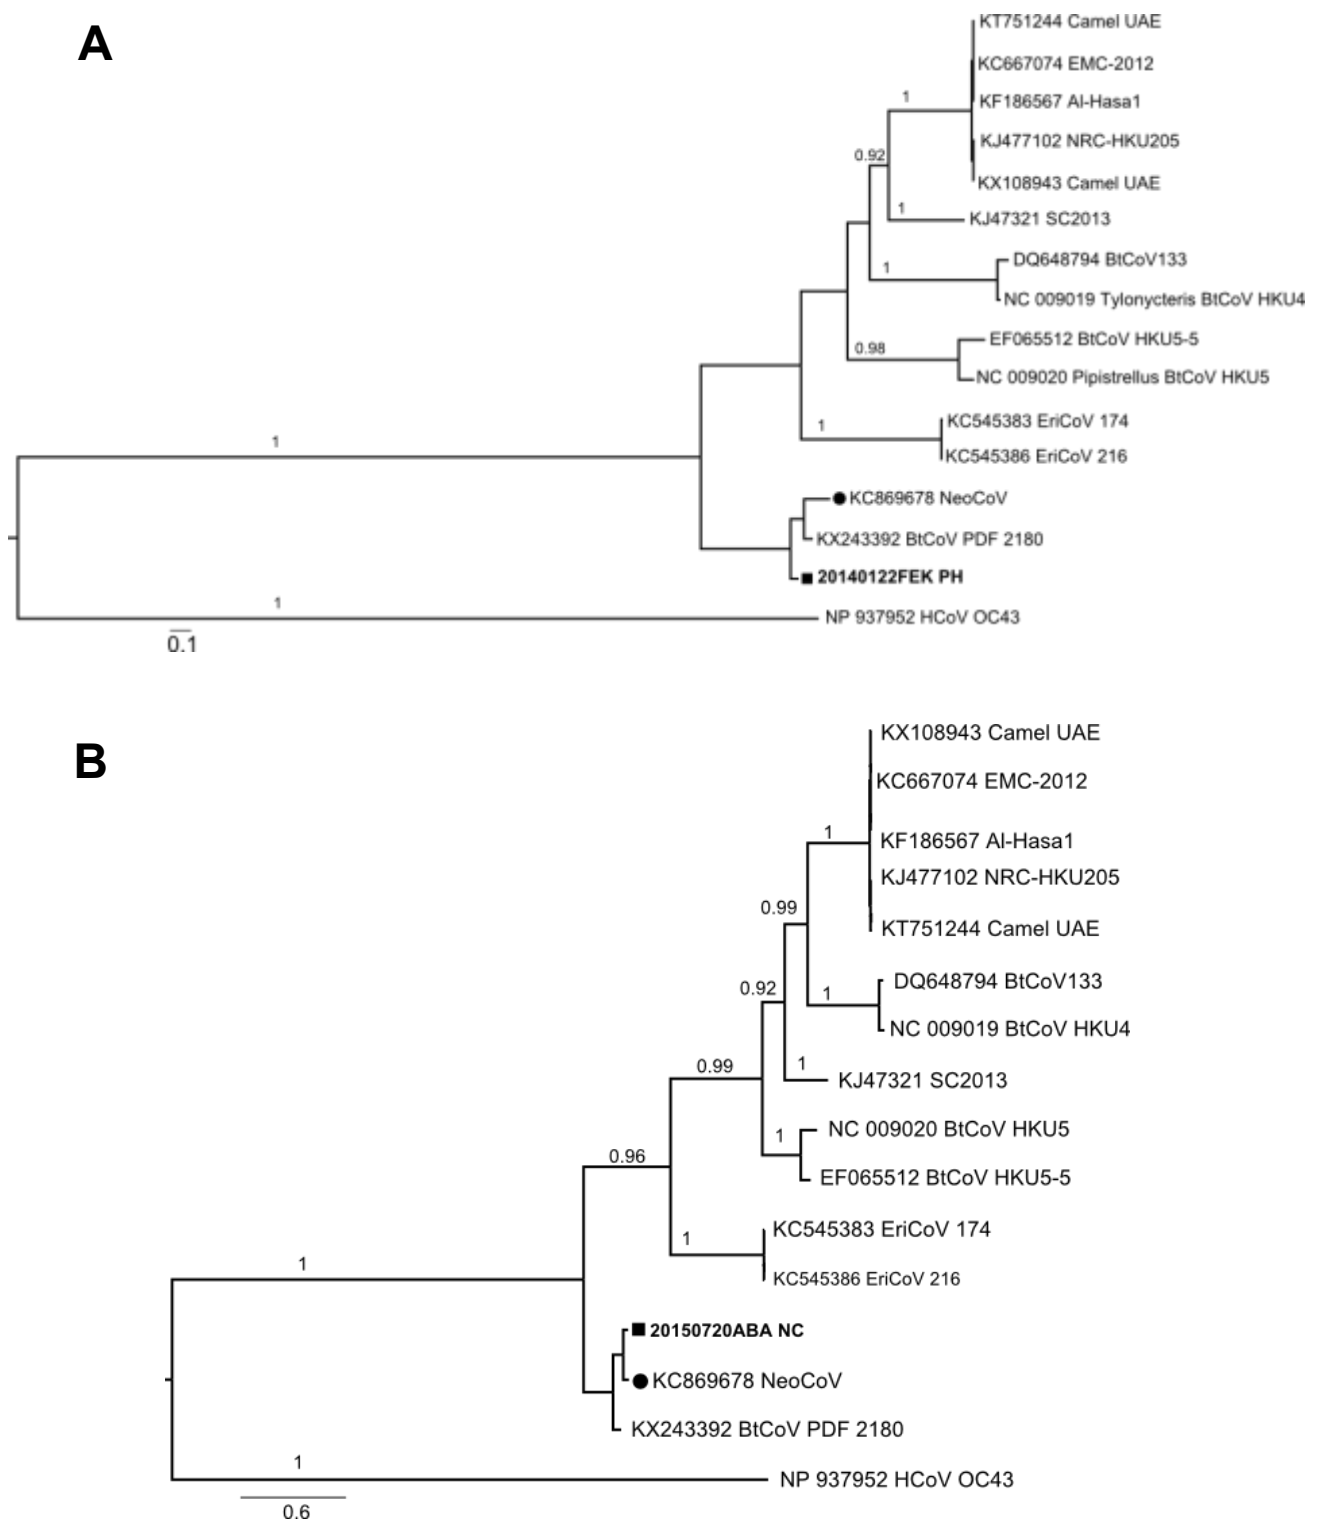 A
KT751244 Camel UAE
KC667074 EMC-2012
1
KF186567 Al-Hasa1
KJ477102 NRC-HKU205
0.92
KX108943 Camel UAE
1
KJ47321 SC2013
DQ648794 BtCoV133
1
NC 009019 Tylonycteris BtCoV HKU4
EF065512 BtCoV HKU5-5
0.98
NC 009020 Pipistrellus BtCoV HKU5
KC545383 EriCoV 174
1
1
KC545386 EriCoV 216
KC869678 NeoCoV
KX243392 BtCoV PDF 2180
20140122FEK PH
1
NP 937952 HCoV OC43
0.1
B
KX108943 Camel UAE
KC667074 EMC-2012
1
KF186567 Al-Hasa1
KJ477102 NRC-HKU205
0.99
KT751244 Camel UAE
DQ648794 BtCoV133
0.92
1
NC 009019 BtCoV HKU4
0.99
1
KJ47321 SC2013
NC 009020 BtCoV HKU5
1
0.96
EF065512 BtCoV HKU5-5
KC545383 EriCoV 174
1
1
KC545386 EriCoV 216
20150720ABA NC
KC869678 NeoCoV
KX243392 BtCoV PDF 2180
1
NP 937952 HCoV OC43
0.6